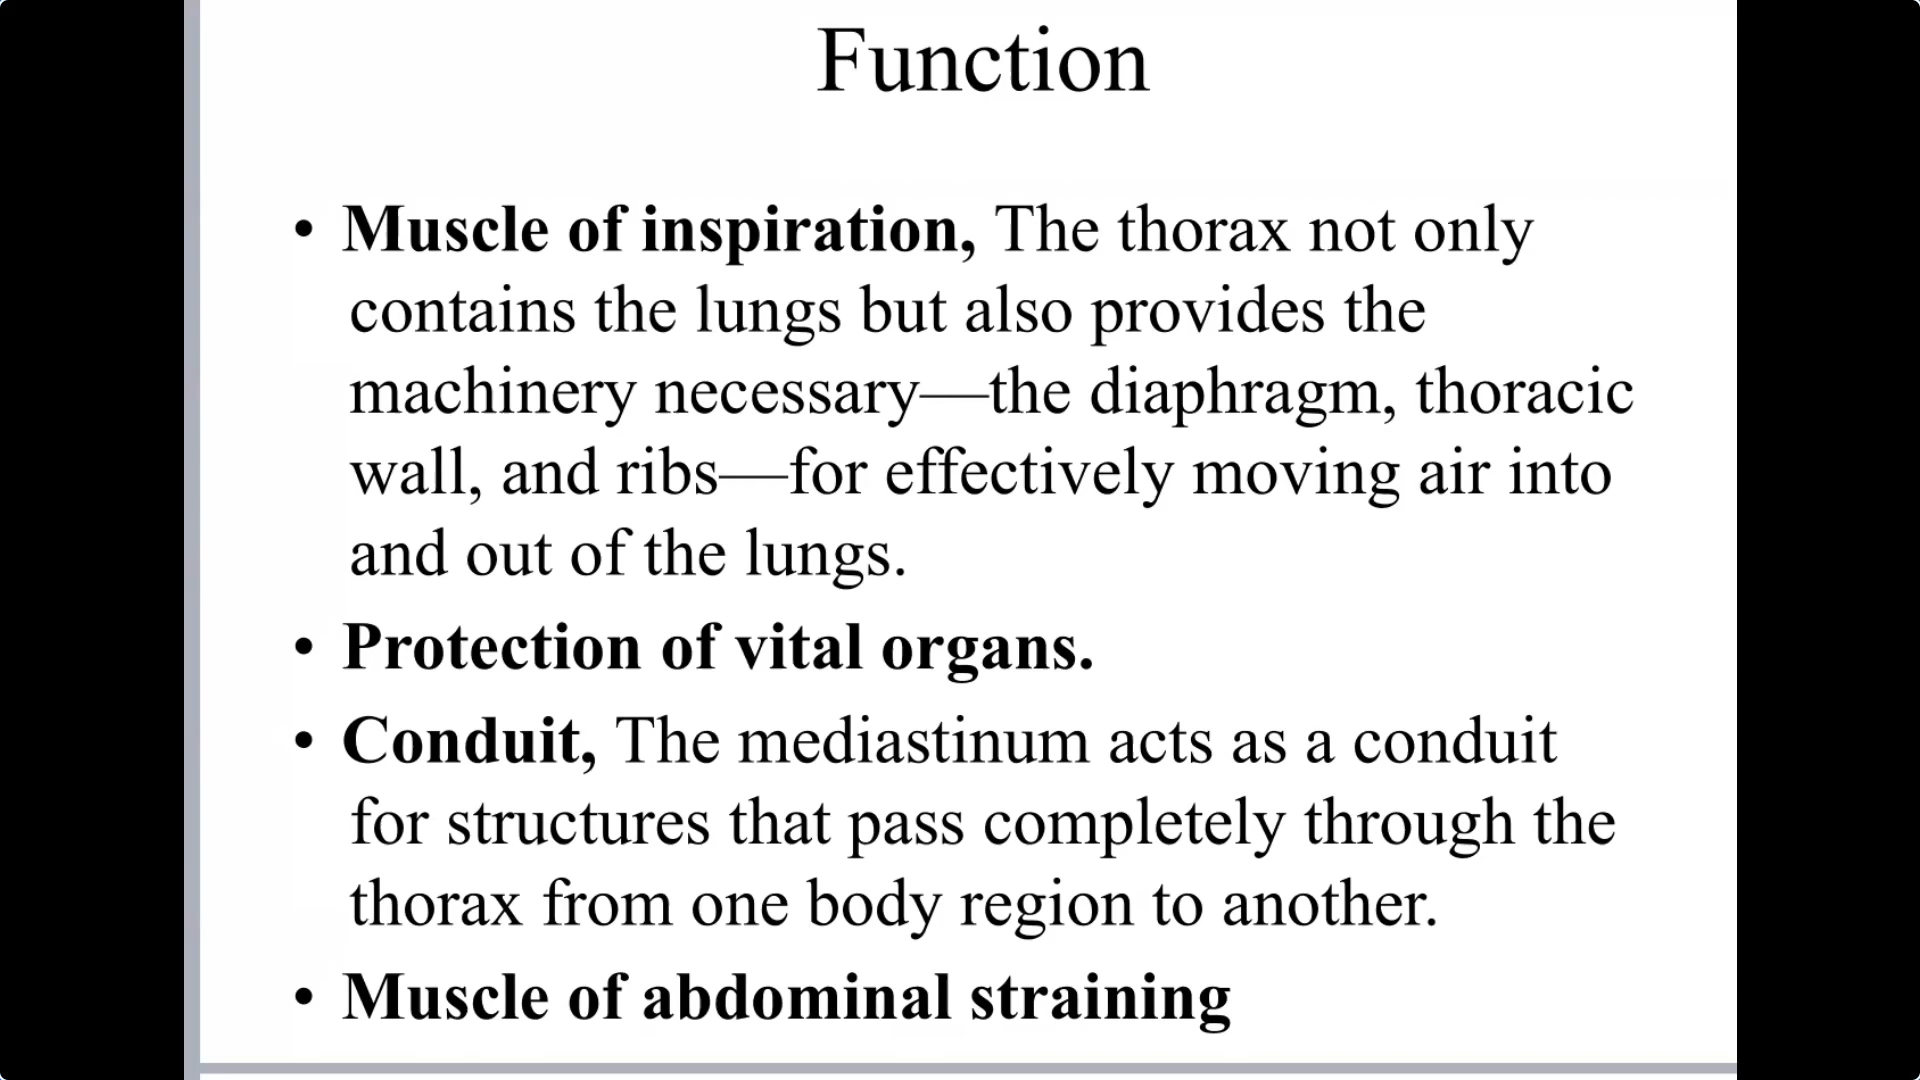 Function
• Muscle of inspiration, The thorax not only
contains the lungs but also provides the
machinery necessary—the diaphragm, thoracic
wall, and ribs—for effectively moving air into
and out of the lungs.
• Protection of vital organs.
• Conduit, The mediastinum acts as a conduit
for structures that pass completely through the
thorax from one body region to another.
• Muscle of abdominal straining